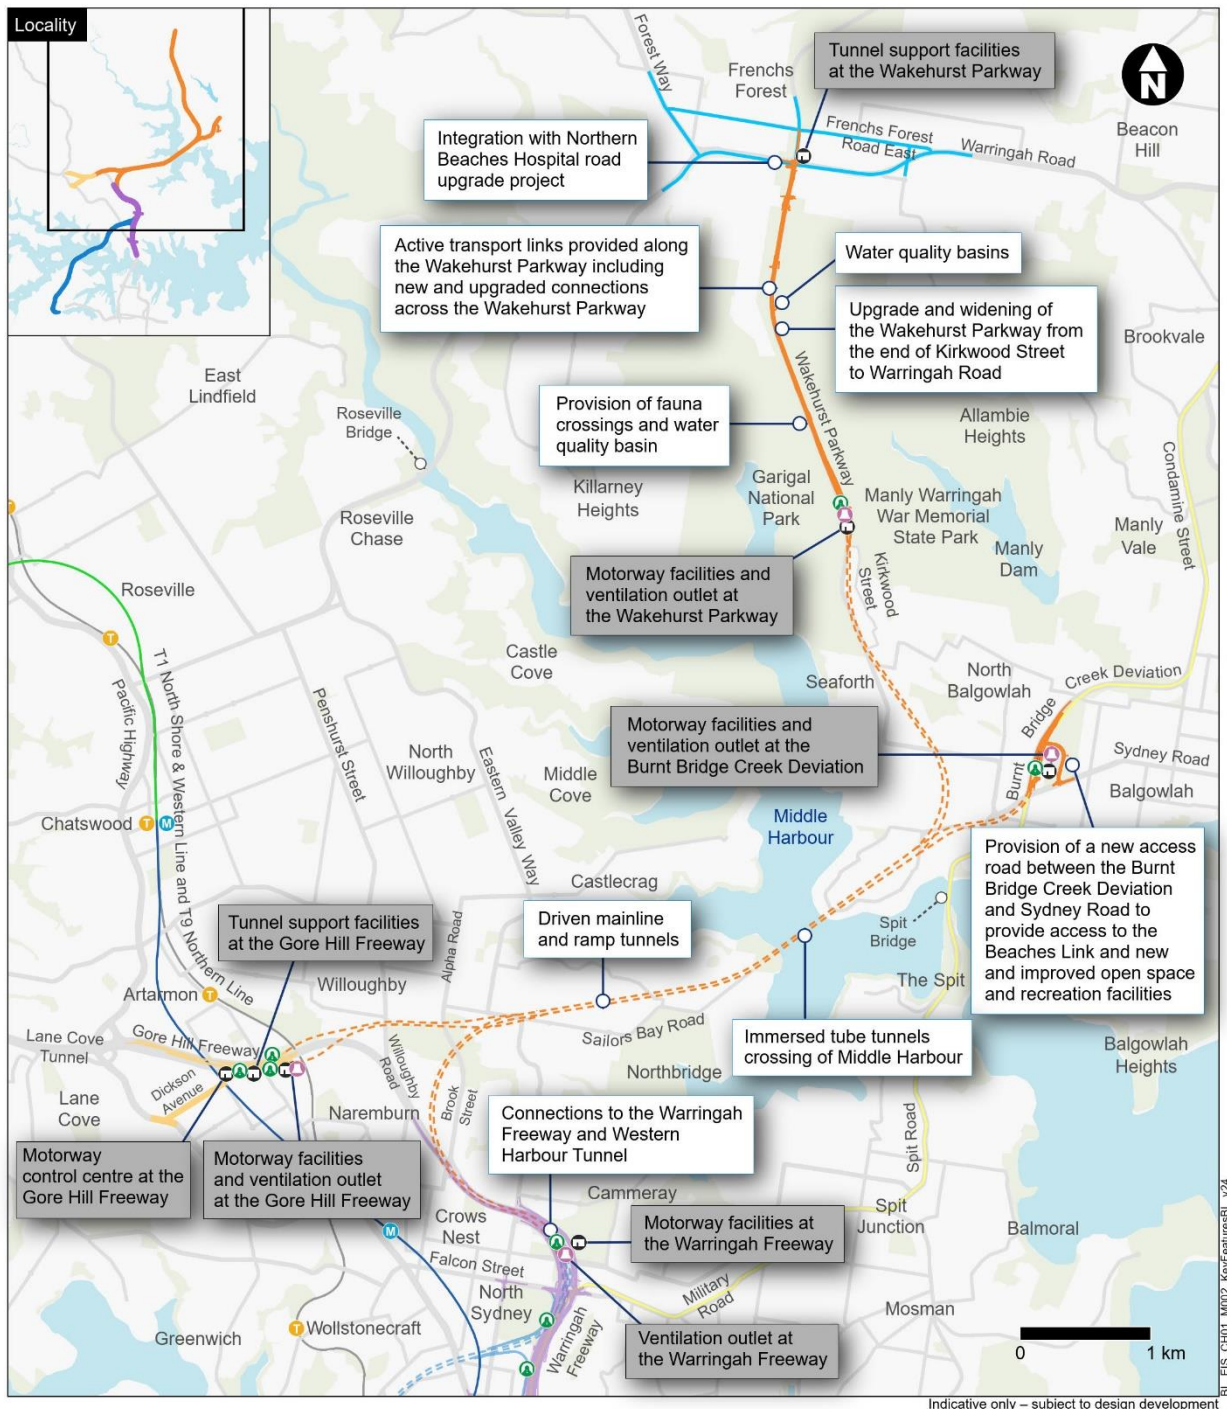 Locality
N
Forest Way
Frenchs
Forest
Tunnel support facilities
at the Wakehurst Parkway
Beacon
Hill
Integration with Northern
Beaches Hospital road
upgrade project
Frenchs Forest
Road East
Warringah Road
Active transport links provided along
the Wakehurst Parkway including
new and upgraded connections
across the Wakehurst Parkway
Water quality basins
Upgrade and widening of
the Wakehurst Parkway from
the end of Kirkwood Street
to Warringah Road
Brookvale
East
Lindfield
Roseville
Bridge
Wakehurst Parkway
Provision of fauna
crossings and water
quality basin
Allambie
Heights
Condamine Street
Killarney
Heights
Garigal
National
Park
Manly Warringah
War Memorial
State Park
Roseville
Chase
Manly
Vale
Manly
Dam
T
Motorway facilities and
ventilation outlet at
the Wakehurst Parkway
Kirkwood
Street
Roseville
T
Castle
Cove
Seaforth
North
Balgowlah
Burnt Bridge Creek Deviation
T1 North Shore & Western Line and T9 Northern Line
Pacific Highway
Penshurst Street
Motorway facilities and
ventilation outlet at the
Burnt Bridge Creek Deviation
Sydney Road
Balgowlah
North
Willoughby
Eastern Valley Way
Middle
Cove
Middle
Harbour
Chatswood
T
M
Provision of a new access
road between the Burnt
Bridge Creek Deviation
and Sydney Road to
provide access to the
Beaches Link and new
and improved open space
and recreation facilities
Castlecrag
Tunnel support facilities
at the Gore Hill Freeway
Alpha Road
Driven mainline
and ramp tunnels
Spit
Bridge
The Spit
Willoughby
Artarmon
T
Sailors Bay Road
Immersed tube tunnels
crossing of Middle Harbour
Lane Cove
Tunnel
Gore Hill Freeway
Willoughby
Road
Balgowlah
Heights
Northbridge
Dickson
Avenue
Lane
Cove
Naremburn
Brook
Street
Connections to the Warringah
Freeway and Western
Harbour Tunnel
Spit Road
Motorway
control centre at the
Gore Hill Freeway
Motorway facilities
and ventilation outlet
at the Gore Hill Freeway
Cammeray
Crows
Nest
M
Motorway facilities at
the Warringah Freeway
Spit
Junction
Balmoral
Falcon Street
North
Sydney
Military
Road
Mosman
Greenwich
T
Wollstonecraft
Warringah
Freeway
Ventilation outlet at
the Warringah Freeway
0 1 km
BL_EIS_CH01_M002_KeyFeaturesBL_v24
Indicative only – subject to design development